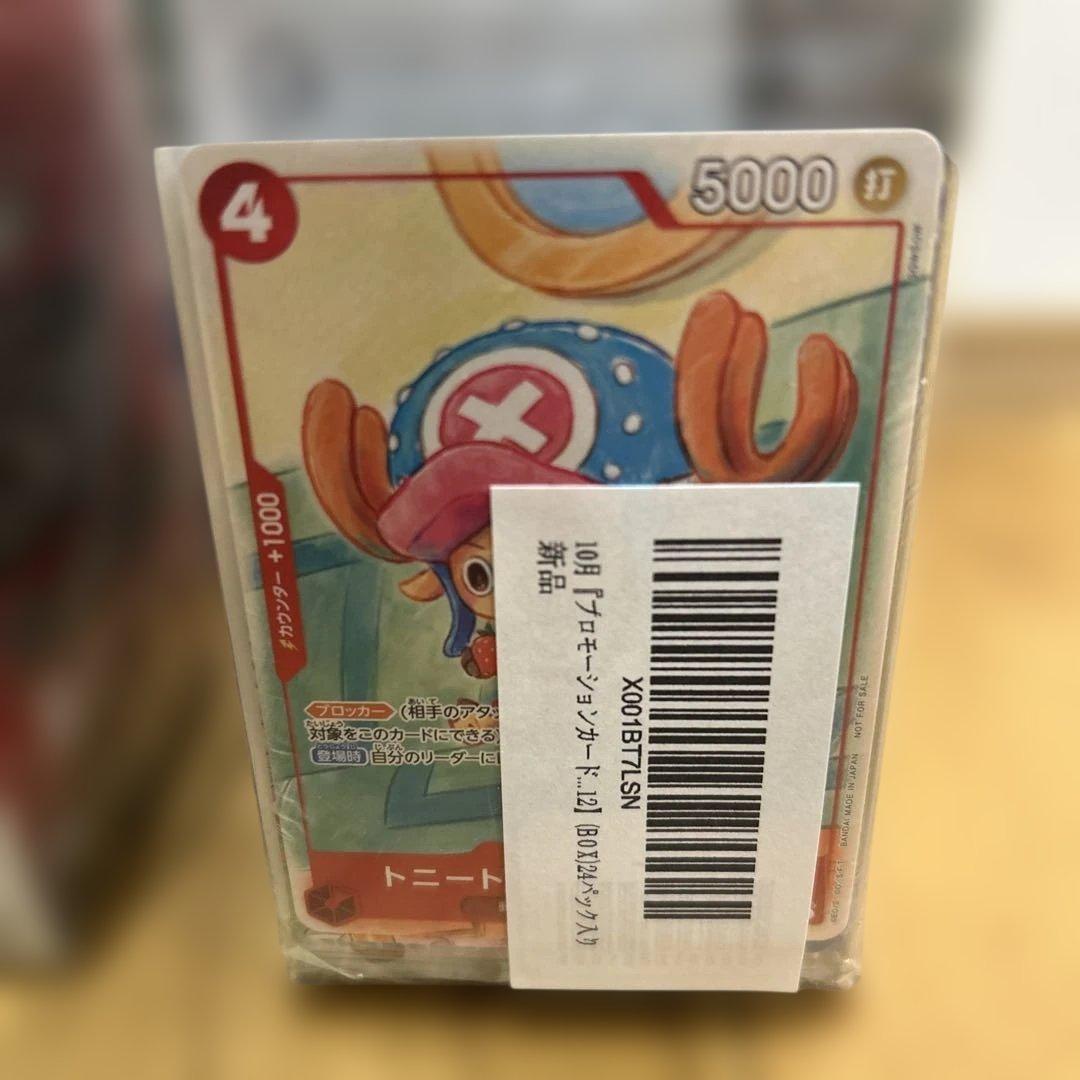 4
5000
打
カウンター +1000
ブロッカー (相手のアタッ
対象をこのカードにできる
登場時 自分のリーダーに
トニート
10月『プロモーションカード...12】(BOX)24パック入り
新品
X001BT7LSN
BANDAI MADE IN JAPAN NOT FOR SALE